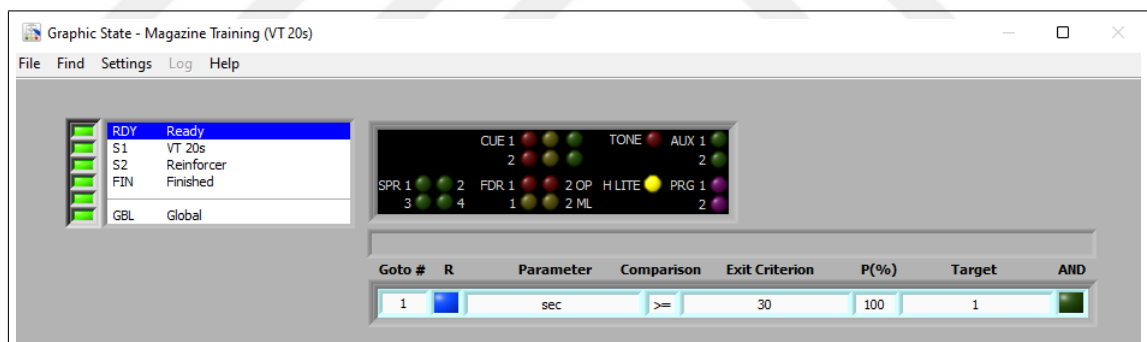 Graphic State - Magazine Training (VT 20s)
File Find Settings Log Help
RDY Ready
S1 VT 20s
S2 Reinforcer
FIN Finished
GBL Global
CUE 1 TONE AUX 1
2 2
SPR 1 2 FDR 1 2 OP H LITE PRG 1
3 4 1 2 ML 2
Goto # R Parameter Comparison Exit Criterion P(%) Target AND
1 sec >= 30 100 1